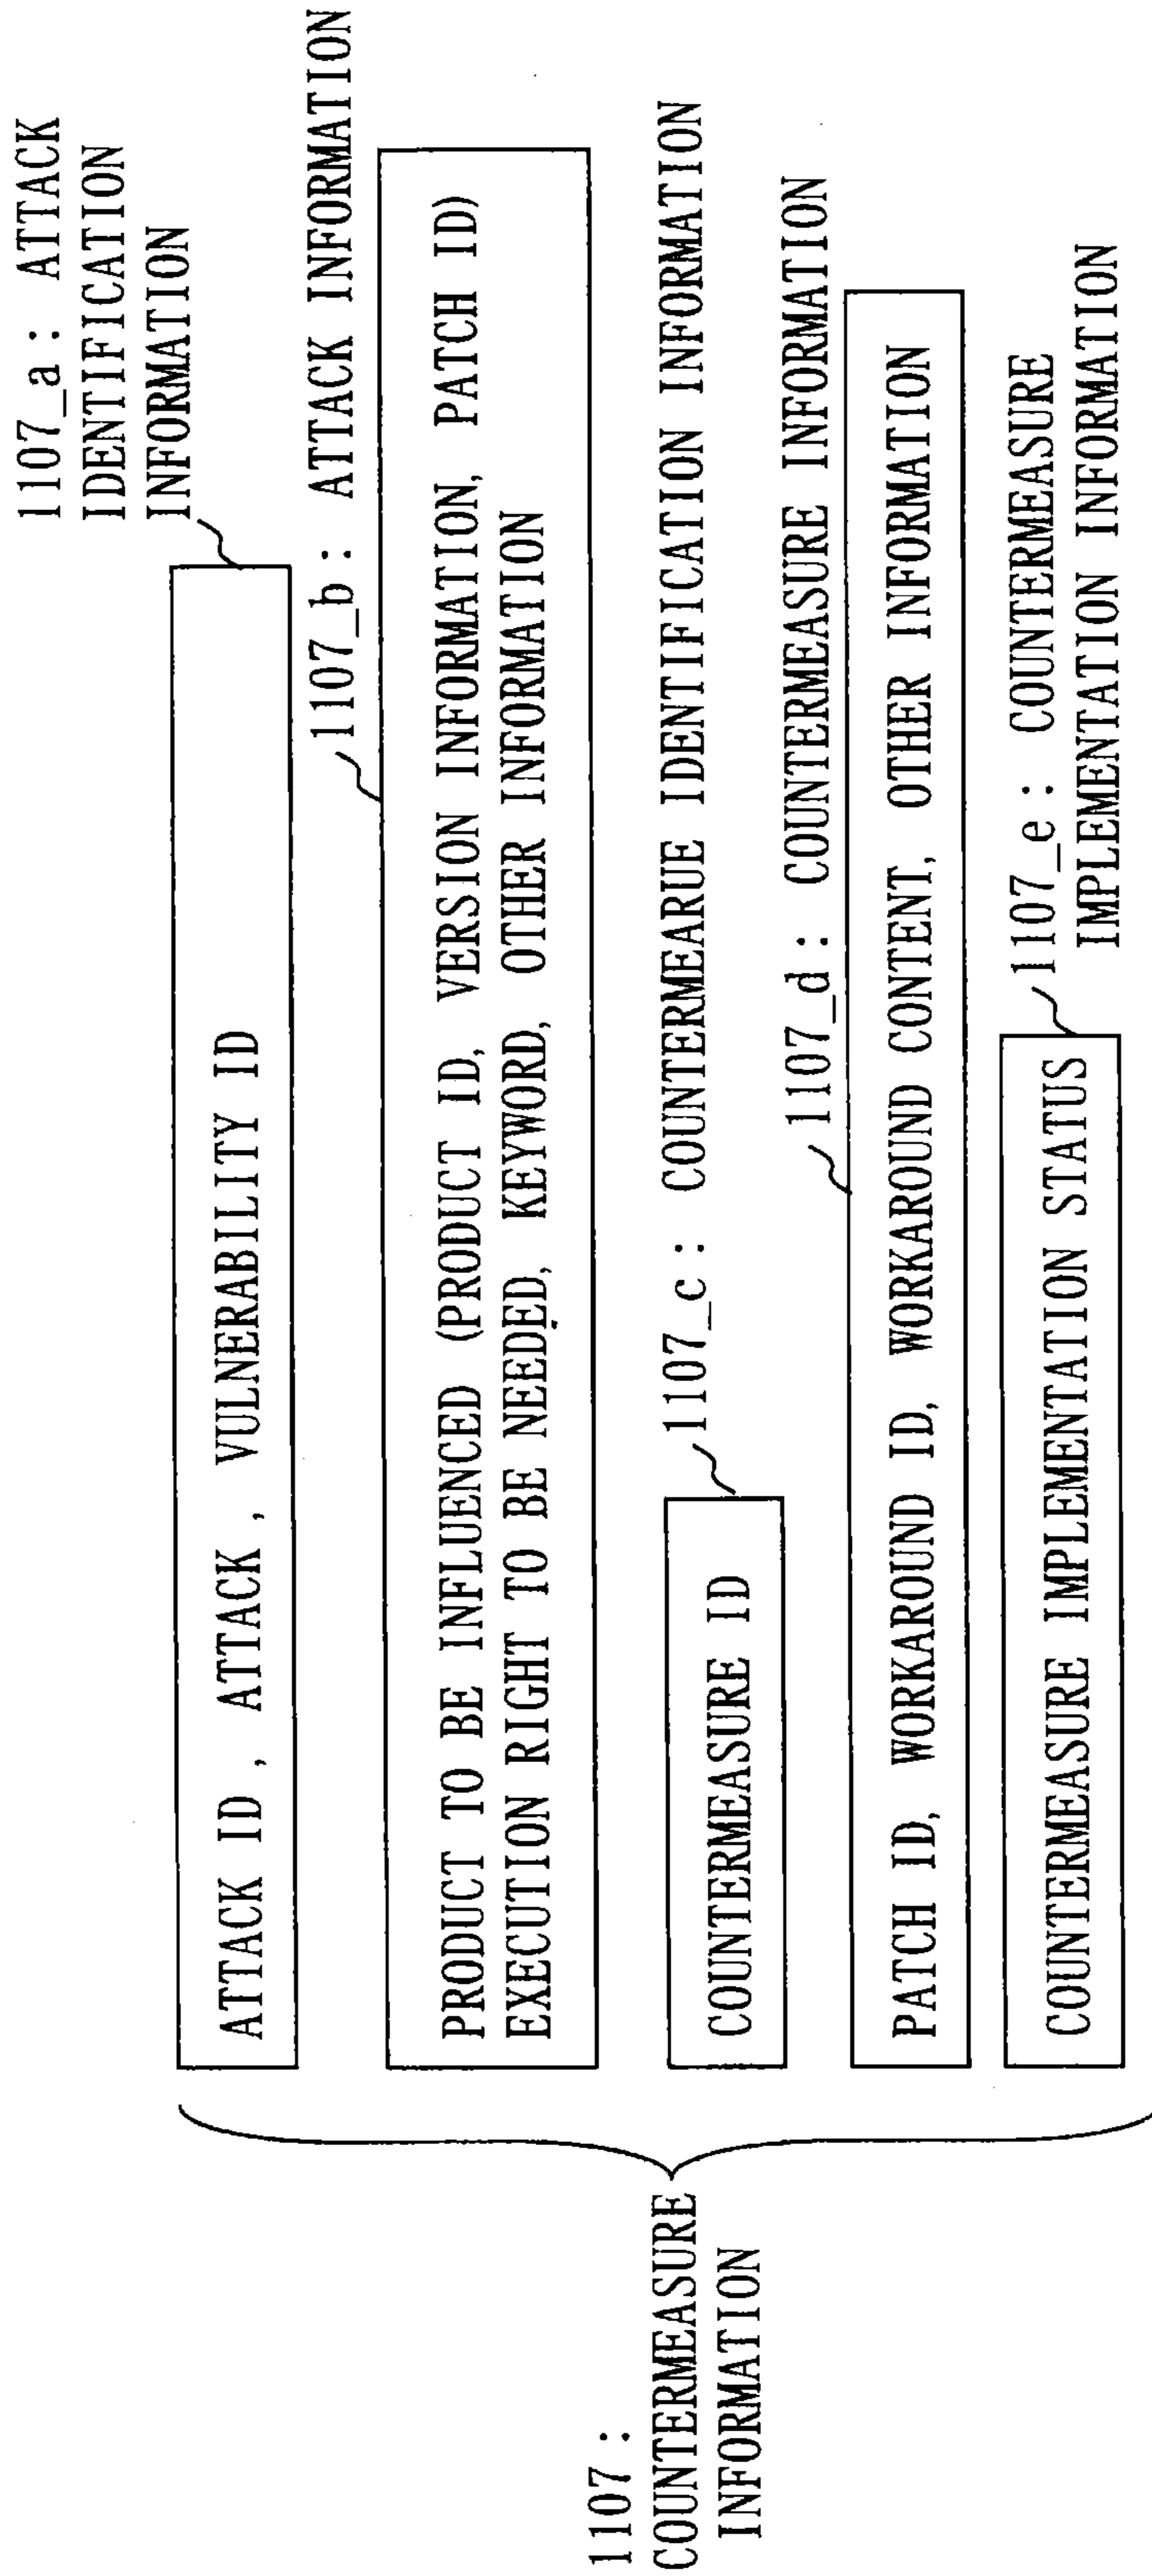 1107_a : ATTACK
IDENTIFICATION
INFORMATION
ATTACK ID , ATTACK , VULNERABILITY ID
1107_b : ATTACK INFORMATION
PRODUCT TO BE INFLUENCED (PRODUCT ID, VERSION INFORMATION, PATCH ID)
EXECUTION RIGHT TO BE NEEDED, KEYWORD, OTHER INFORMATION
1107 :
COUNTERMEASURE
INFORMATION
COUNTERMEASURE ID
1107_c : COUNTERMEARUE IDENTIFICATION INFORMATION
1107_d : COUNTERMEASURE INFORMATION
PATCH ID, WORKAROUND ID, WORKAROUND CONTENT, OTHER INFORMATION
COUNTERMEASURE IMPLEMENTATION STATUS
1107_e : COUNTERMEASURE
IMPLEMENTATION INFORMATION